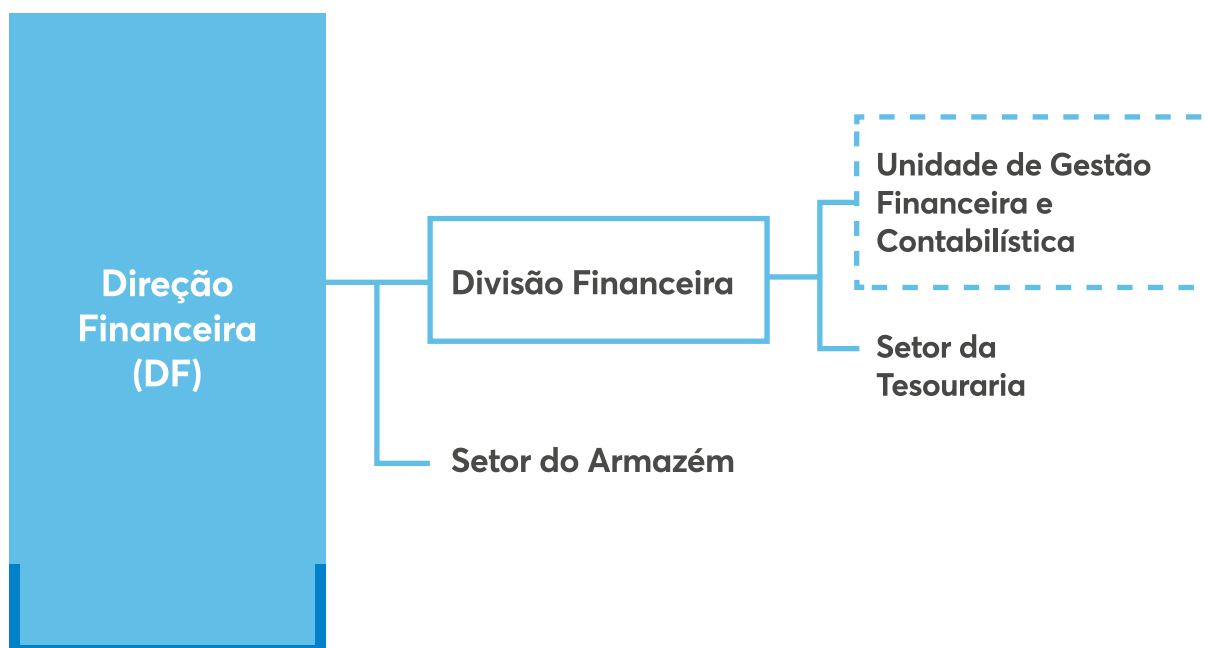 Direção
Financeira
(DF)
Divisão Financeira
Setor do Armazém
Unidade de Gestão
Financeira e
Contabilística
Setor da
Tesouraria